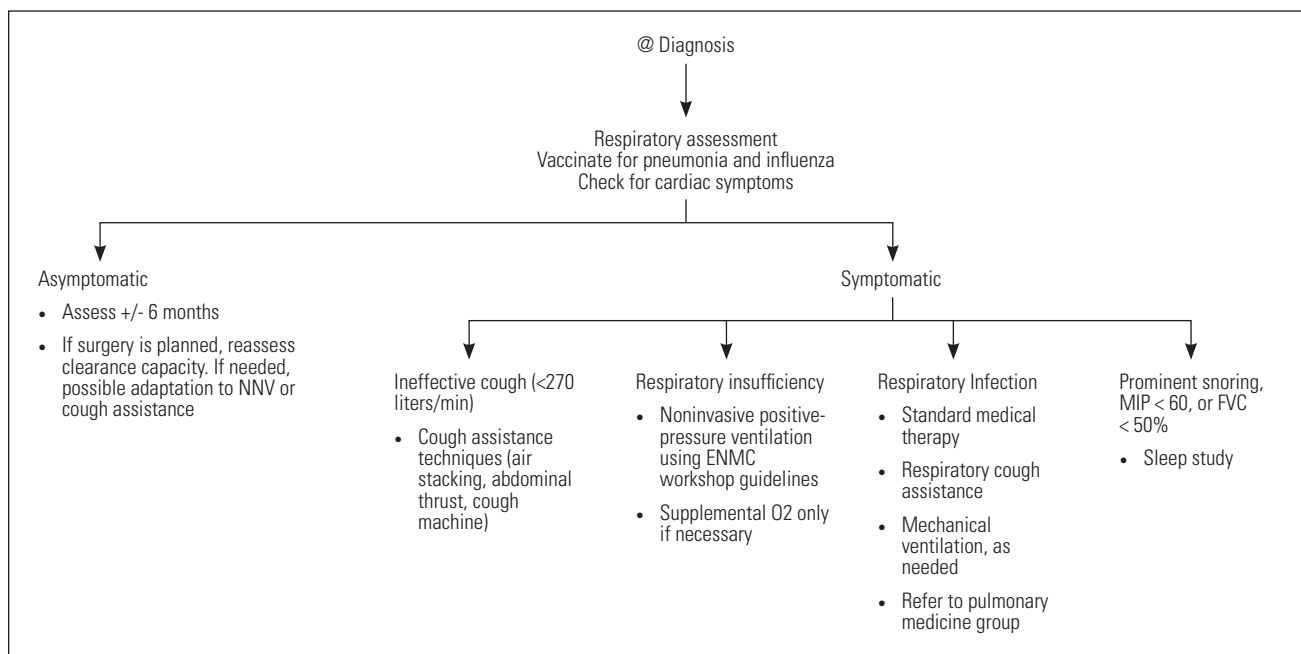 @ Diagnosis
Respiratory assessment
Vaccinate for pneumonia and influenza
Check for cardiac symptoms
Asymptomatic
• Assess +/- 6 months
• If surgery is planned, reassess
clearance capacity. If needed,
possible adaptation to NNV or
cough assistance
Symptomatic
Ineffective cough (<270
liters/min)
• Cough assistance
techniques (air
stacking, abdominal
thrust, cough
machine)
Respiratory insufficiency
• Noninvasive positive-
pressure ventilation
using ENMC
workshop guidelines
• Supplemental O2 only
if necessary
Respiratory Infection
• Standard medical
therapy
• Respiratory cough
assistance
• Mechanical
ventilation, as
needed
• Refer to pulmonary
medicine group
Prominent snoring,
MIP < 60, or FVC
< 50%
• Sleep study